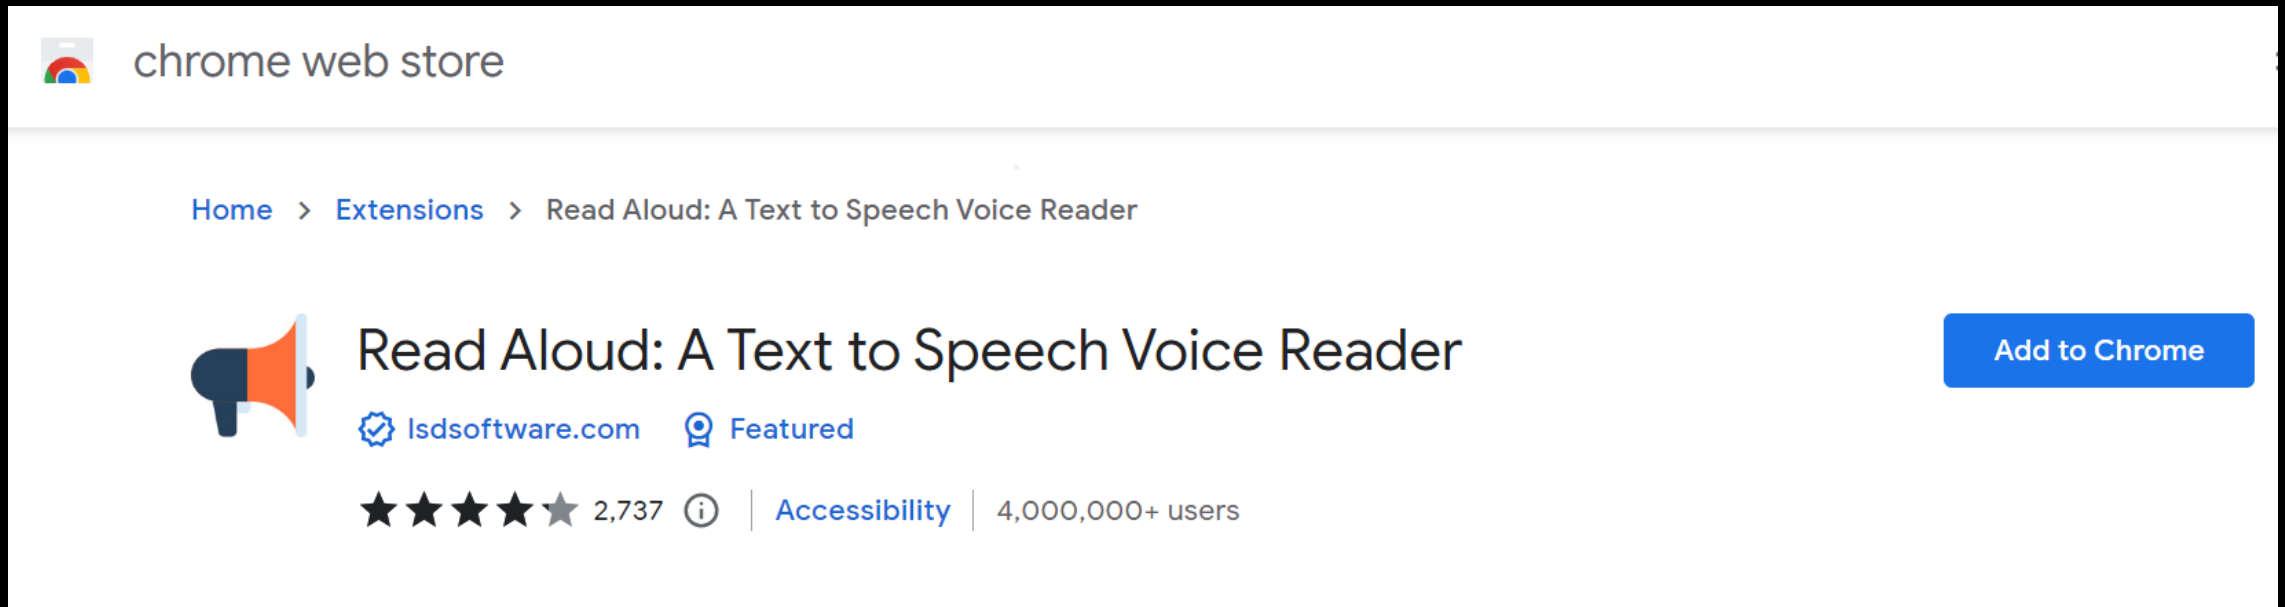 chrome web store
Home > Extensions > Read Aloud: A Text to Speech Voice Reader
Read Aloud: A Text to Speech Voice Reader
Add to Chrome
lsdsoftware.com Featured
2,737 Accessibility 4,000,000+ users